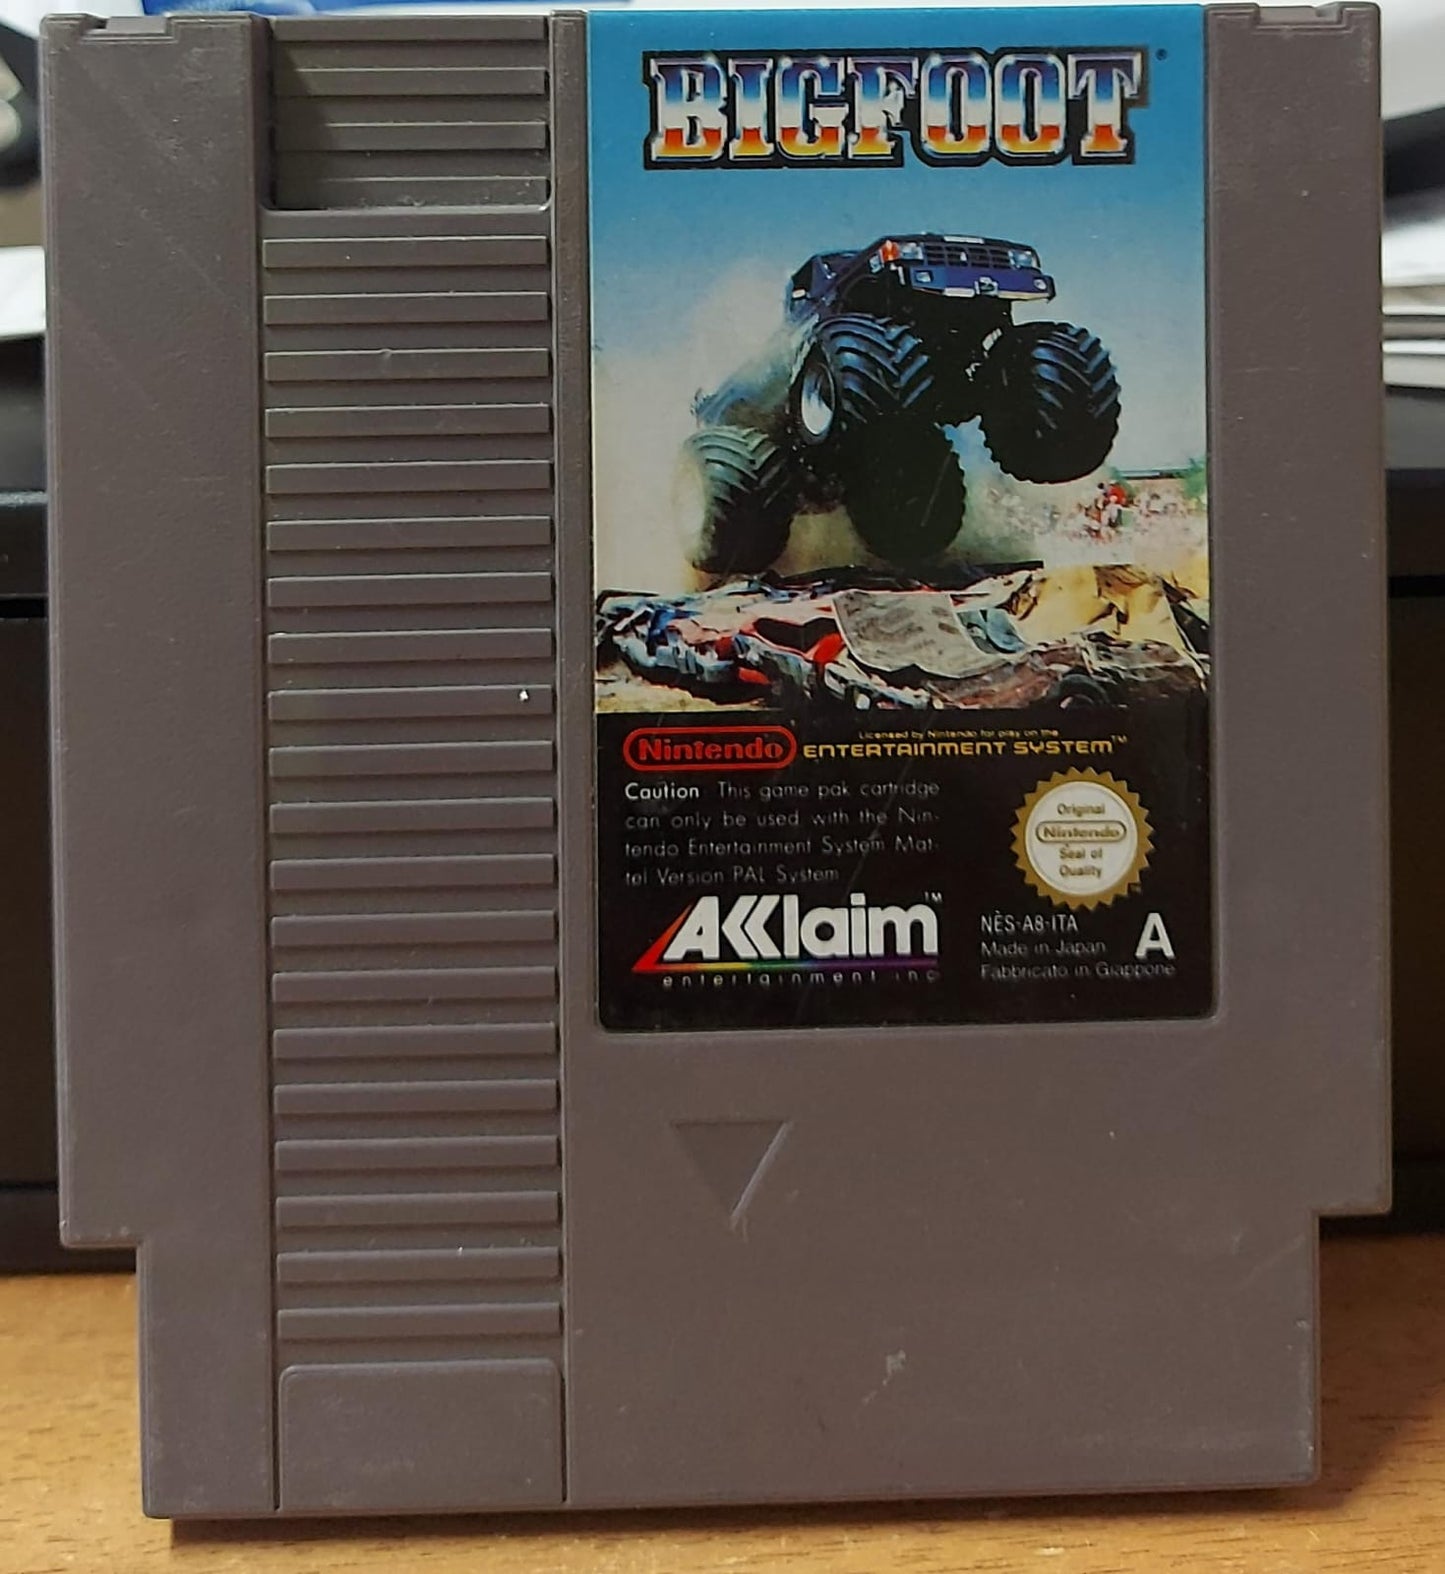 BIGFOOT
Nintendo
Licensed by Nintendo for play on the
ENTERTAINMENT SYSTEM™
Caution This game pak cartridge
can only be used with the Nin-
tendo Entertainment System Mat-
tel Version PAL System
Original
Nintendo
Seal of
Quality
AKKlaim™
entertainment inc
NES-A8-ITA
Made in Japan
Fabbricato in Giappone
A